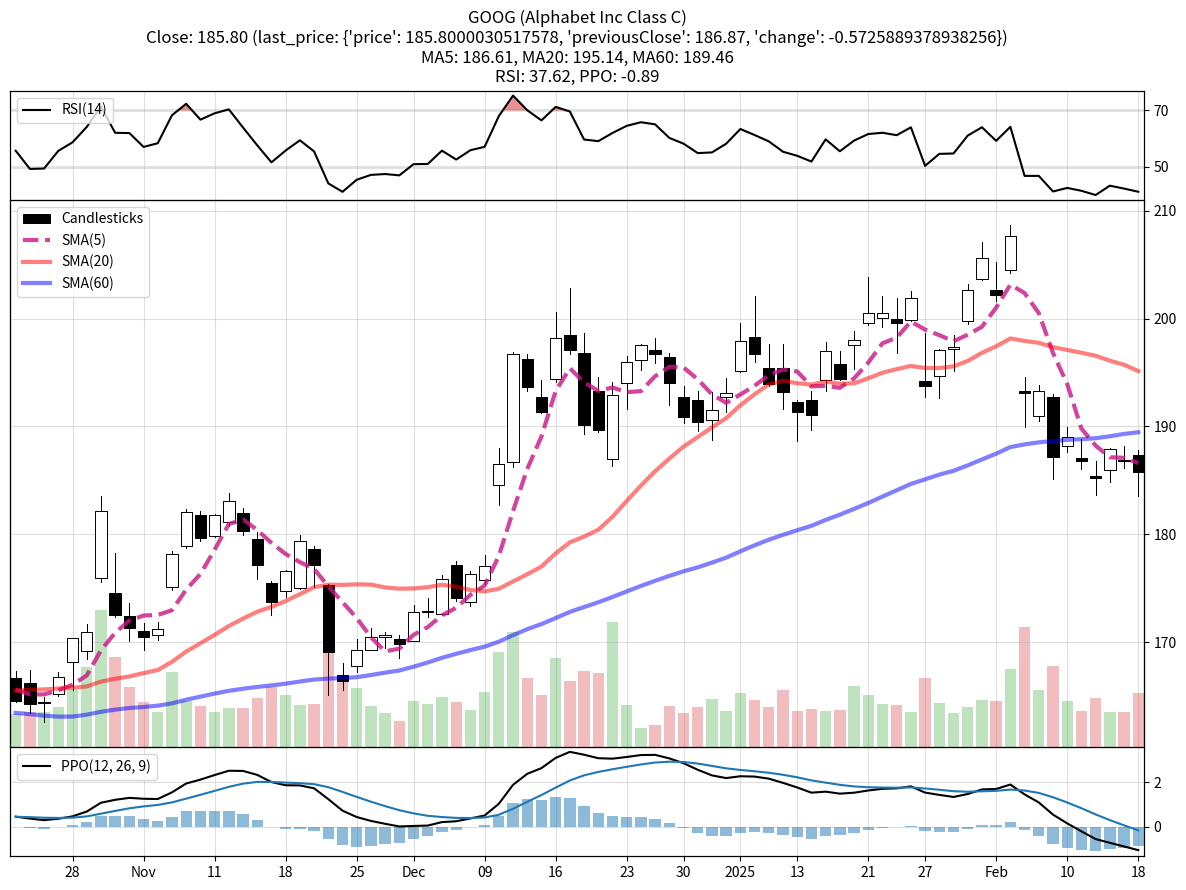 GOOG (Alphabet Inc Class C)
Close: 185.80 (last_price: {'price': 185.8000030517578, 'previousClose': 186.87, 'change': -0.5725889378938256})
MA5: 186.61, MA20: 195.14, MA60: 189.46
RSI: 37.62, PPO: -0.89
RSI(14)
70
50
Candlesticks
SMA(5)
SMA(20)
SMA(60)
210
200
190
180
170
PPO(12, 26, 9)
2
0
28 Nov 11 18 25 Dec 09 16 23 30 2025 13 21 27 Feb 10 18